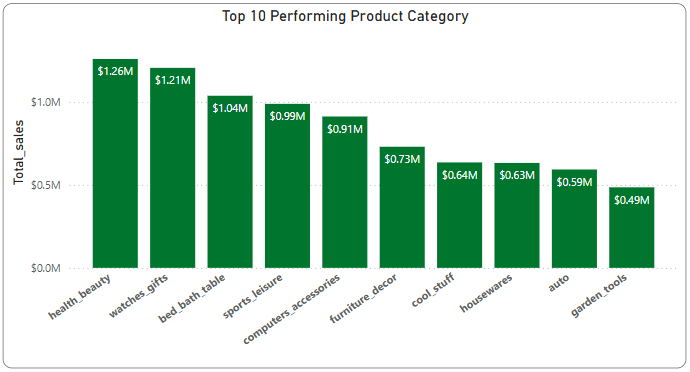 Top 10 Performing Product Category
Total_sales
$1.0M
$0.5M
$0.0M
$1.26M
$1.21M
$1.04M
$0.99M
$0.91M
$0.73M
$0.64M
$0.63M
$0.59M
$0.49M
health_beauty
watches_gifts
bed_bath_table
sports_leisure
computers_accessories
furniture_decor
cool_stuff
housewares
auto
garden_tools